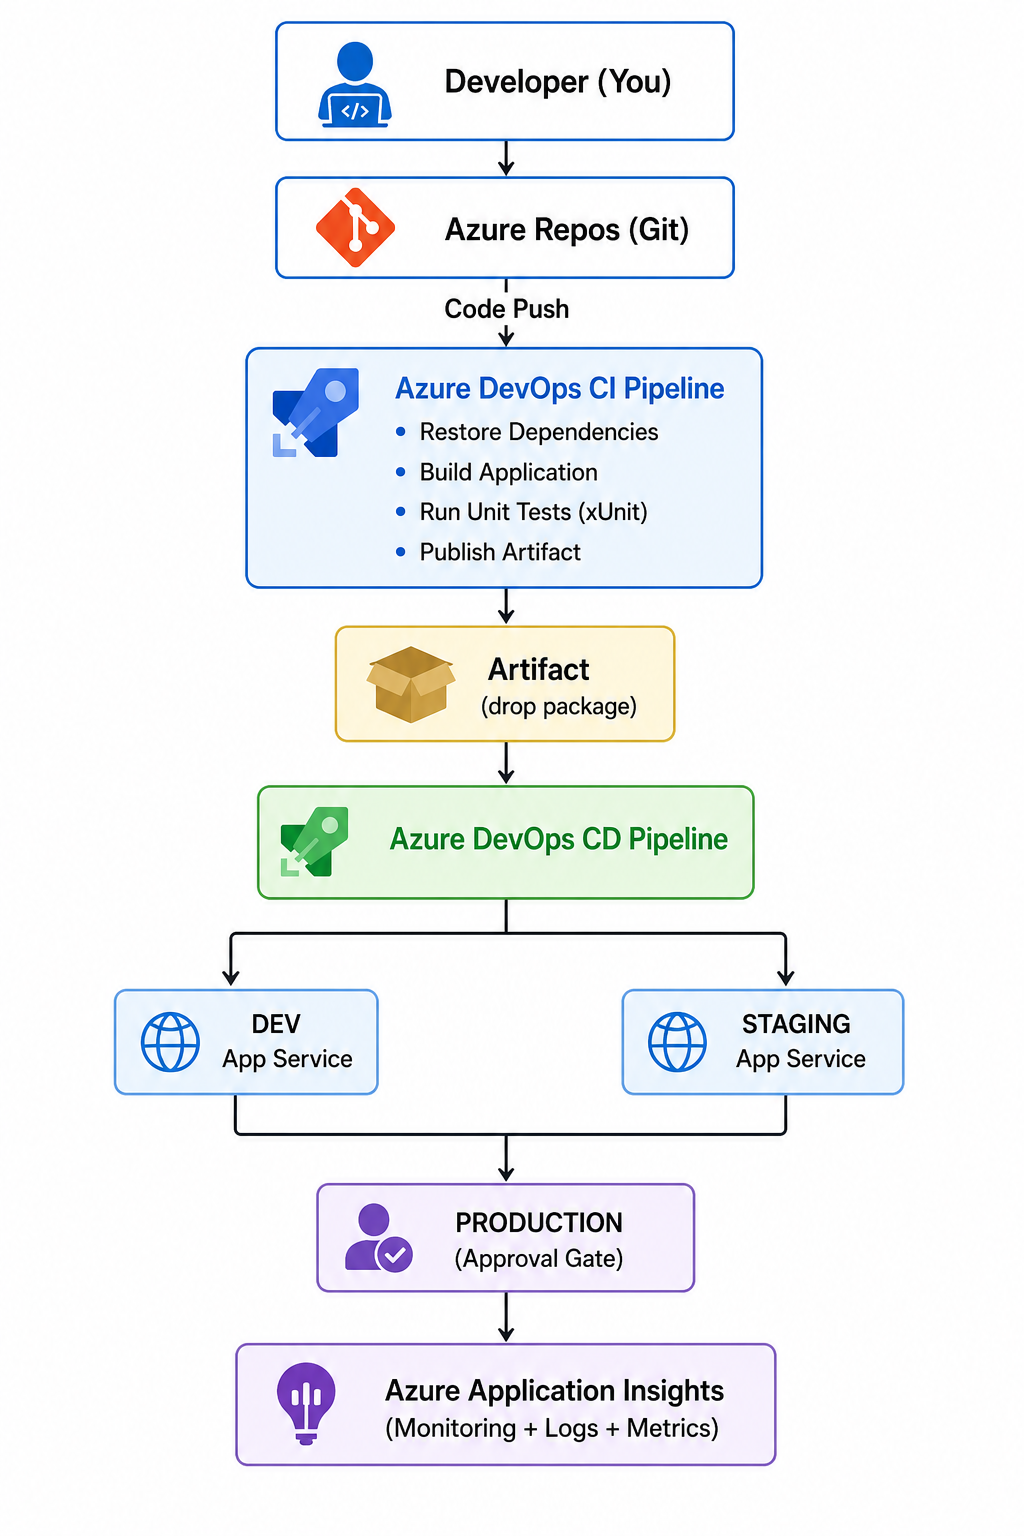 Developer (You)
</>
Azure Repos (Git)
Code Push
Azure DevOps CI Pipeline
• Restore Dependencies
• Build Application
• Run Unit Tests (xUnit)
• Publish Artifact
Artifact
(drop package)
Azure DevOps CD Pipeline
DEV
App Service
STAGING
App Service
PRODUCTION
(Approval Gate)
Azure Application Insights
(Monitoring + Logs + Metrics)